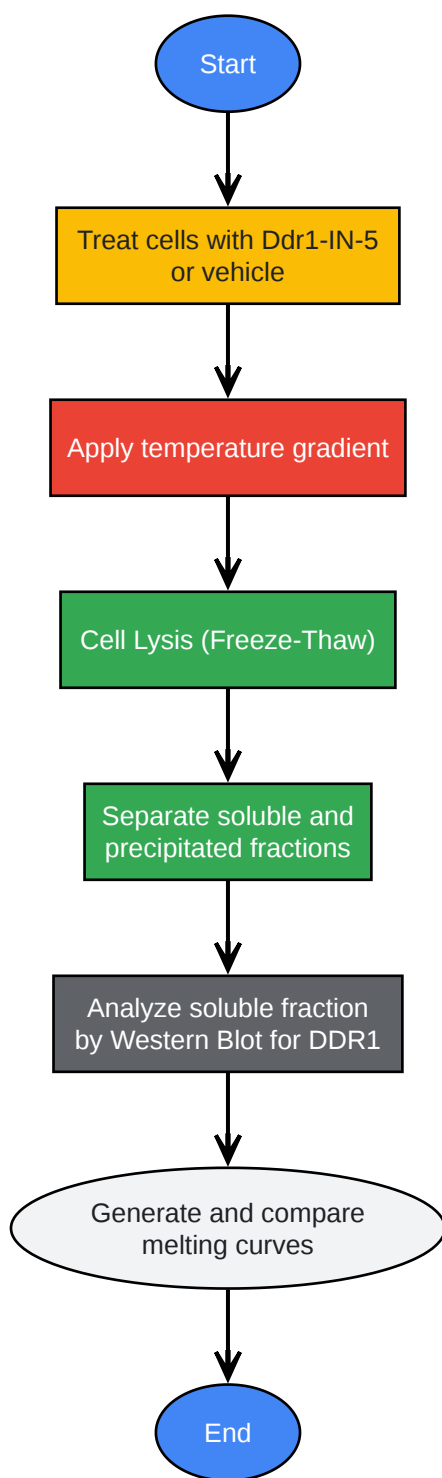 Start
Treat cells with Ddr1-IN-5
or vehicle
Apply temperature gradient
Cell Lysis (Freeze-Thaw)
Separate soluble and
precipitated fractions
Analyze soluble fraction
by Western Blot for DDR1
Generate and compare
melting curves
End